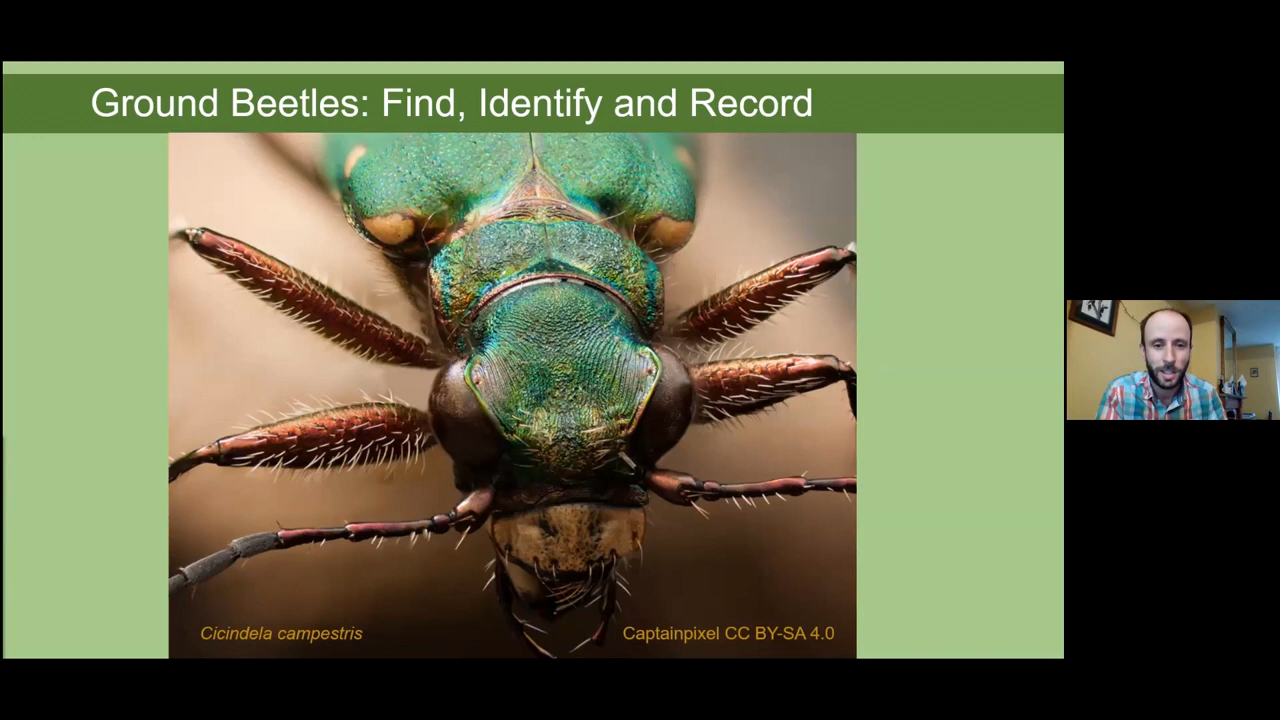 Ground Beetles: Find, Identify and Record
Cicindela campestris
Captainpixel CC BY-SA 4.0